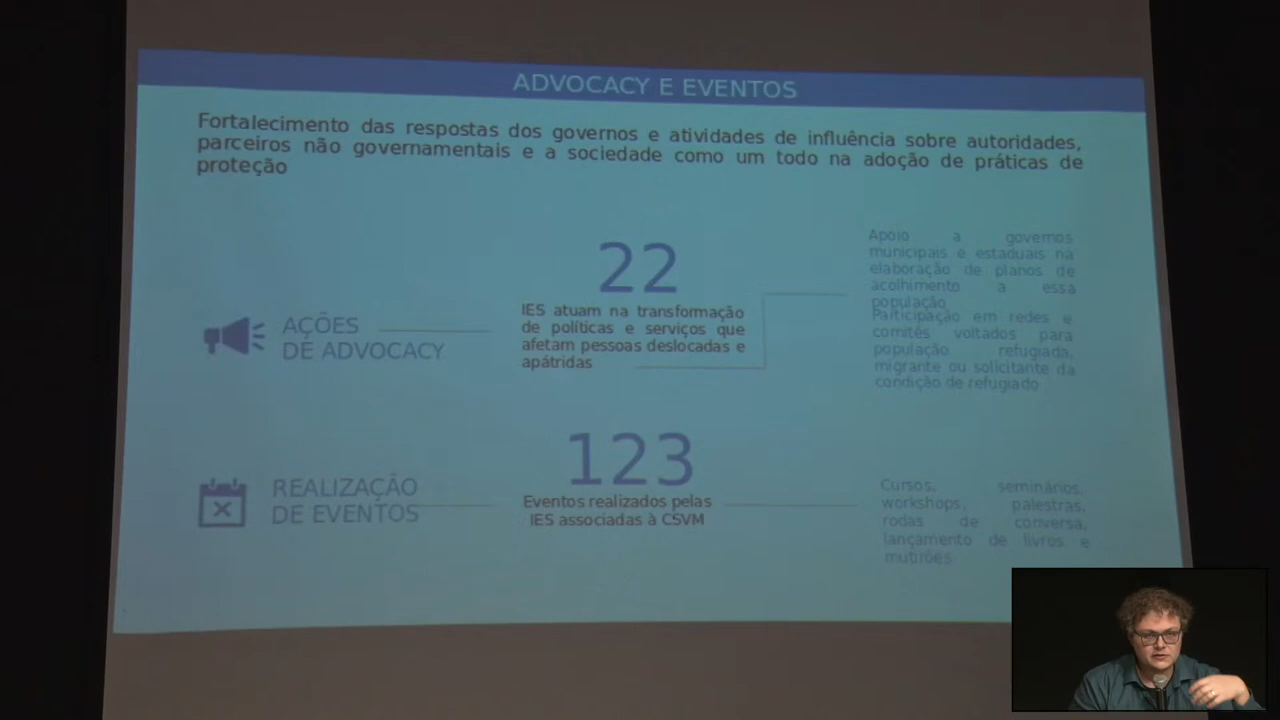 ADVOCACY E EVENTOS
Fortalecimento das respostas dos governos e atividades de influência sobre autoridades,
parceiros não governamentais e a sociedade como um todo na adoção de práticas de
proteção
AÇÕES
DE ADVOCACY
22
IES atuam na transformação
de políticas e serviços que
afetam pessoas deslocadas e
apátridas
Apoio a governos
municipais e estaduais na
elaboração de planos de
acolhimento a essa
população
Participação em redes e
comitês voltados para
população refugiada,
migrante ou solicitante da
condição de refugiado
REALIZAÇÃO
DE EVENTOS
123
Eventos realizados pelas
IES associadas à CSVM
Cursos, seminários,
workshops, palestras,
rodas de conversa,
lançamento de livros e
mutirões